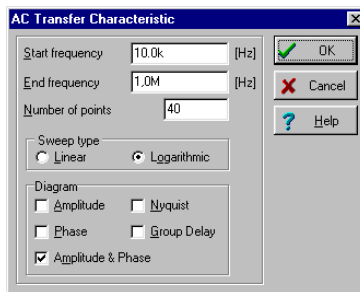 AC Transfer Characteristic
Start frequency 10.0k [Hz]
End frequency 1,0M [Hz]
Number of points 40
Sweep type
Linear Logarithmic
Diagram
Amplitude Nyquist
Phase Group Delay
Amplitude & Phase
OK
Cancel
Help